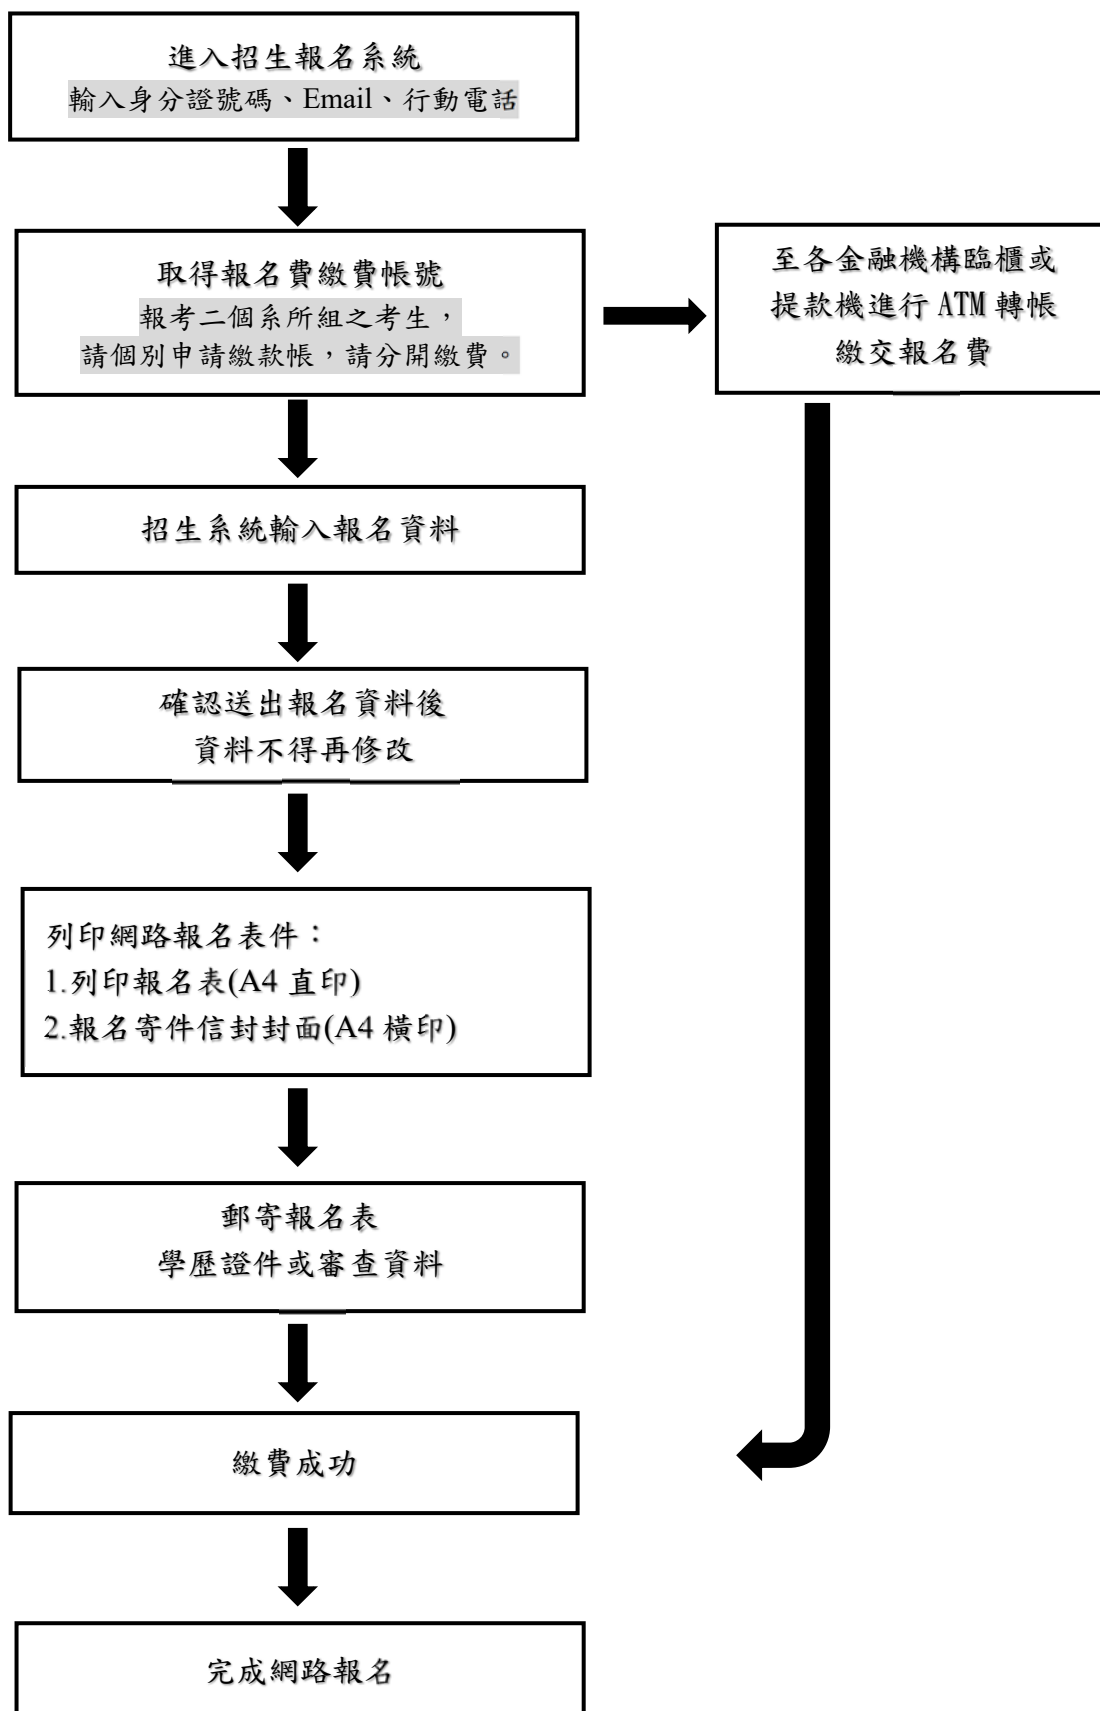 進入招生報名系統
輸入身分證號碼、Email、行動電話
取得報名費繳費帳號
報考二個系所組之考生，
請個別申請繳款帳，請分開繳費。
至各金融機構臨櫃或
提款機進行 ATM 轉帳
繳交報名費
招生系統輸入報名資料
確認送出報名資料後
資料不得再修改
列印網路報名表件：
1.列印報名表(A4 直印)
2.報名寄件信封封面(A4 橫印)
郵寄報名表
學歷證件或審查資料
繳費成功
完成網路報名